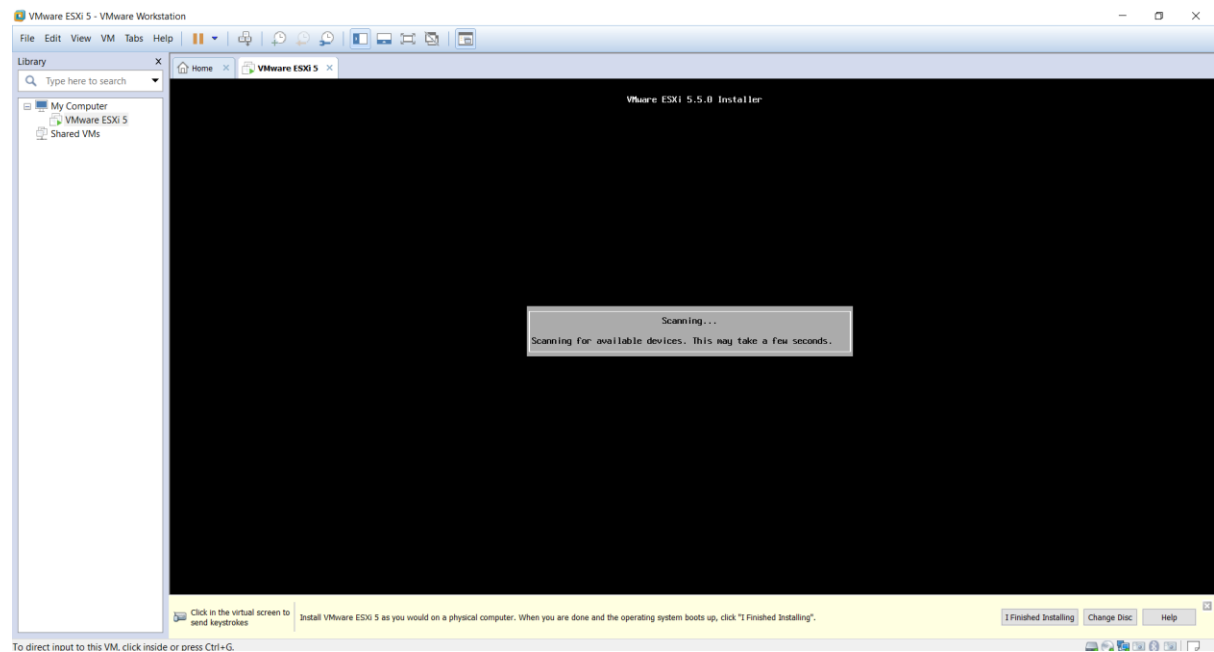 VMware ESXi 5 - VMware Workstation
File Edit View VM Tabs Help
Library
Type here to search
My Computer
VMware ESXi 5
Shared VMs
Home
VMware ESXi 5
VMware ESXi 5.5.0 Installer
Scanning...
Scanning for available devices. This may take a few seconds.
Click in the virtual screen to
send keystrokes
Install VMware ESXi 5 as you would on a physical computer. When you are done and the operating system boots up, click "I Finished Installing".
I Finished Installing
Change Disc
Help
To direct input to this VM, click inside or press Ctrl+G.